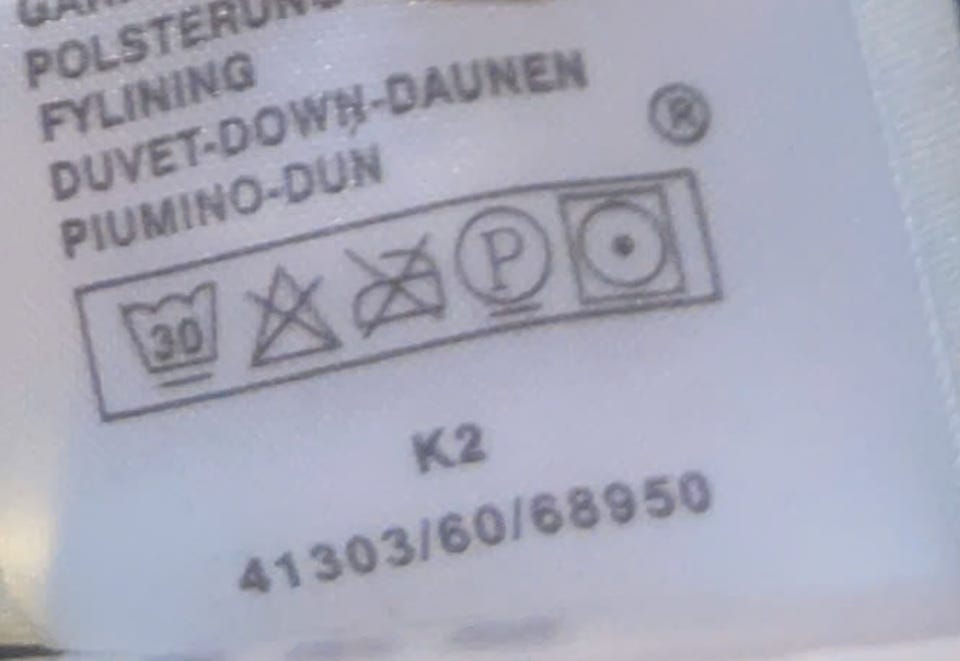 POLSTERUNG
FYLINING
DUVET-DOWN-DAUNEN
PIUMINO-DUN
®
30 P
K2
41303/60/68950